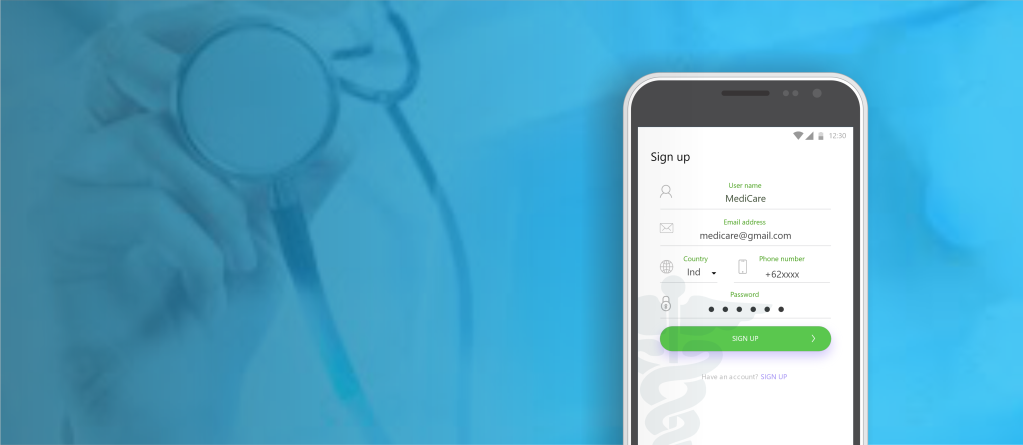 12:30
Sign up
User name
MediCare
Email address
medicare@gmail.com
Country
Phone number
Ind
+62xxxx
Password
SIGN UP
Have an account? SIGN UP